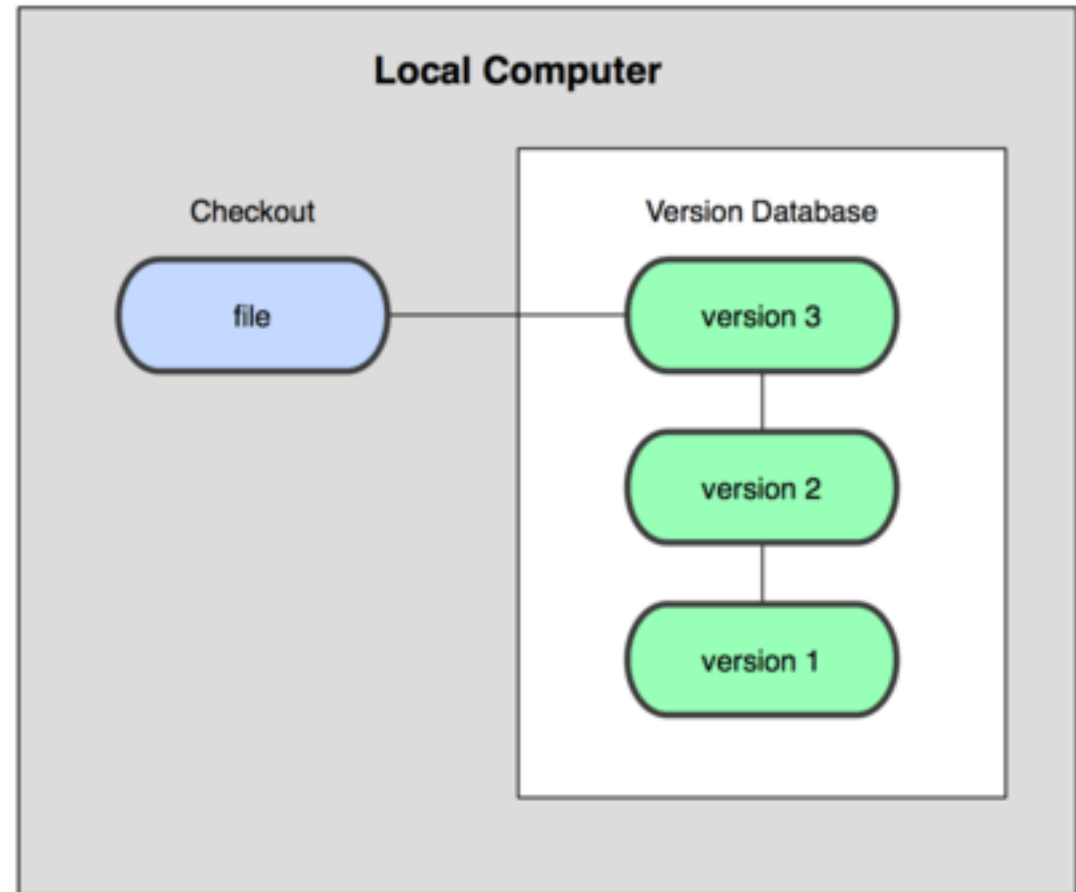 Local Computer
Checkout
Version Database
file
version 3
version 2
version 1